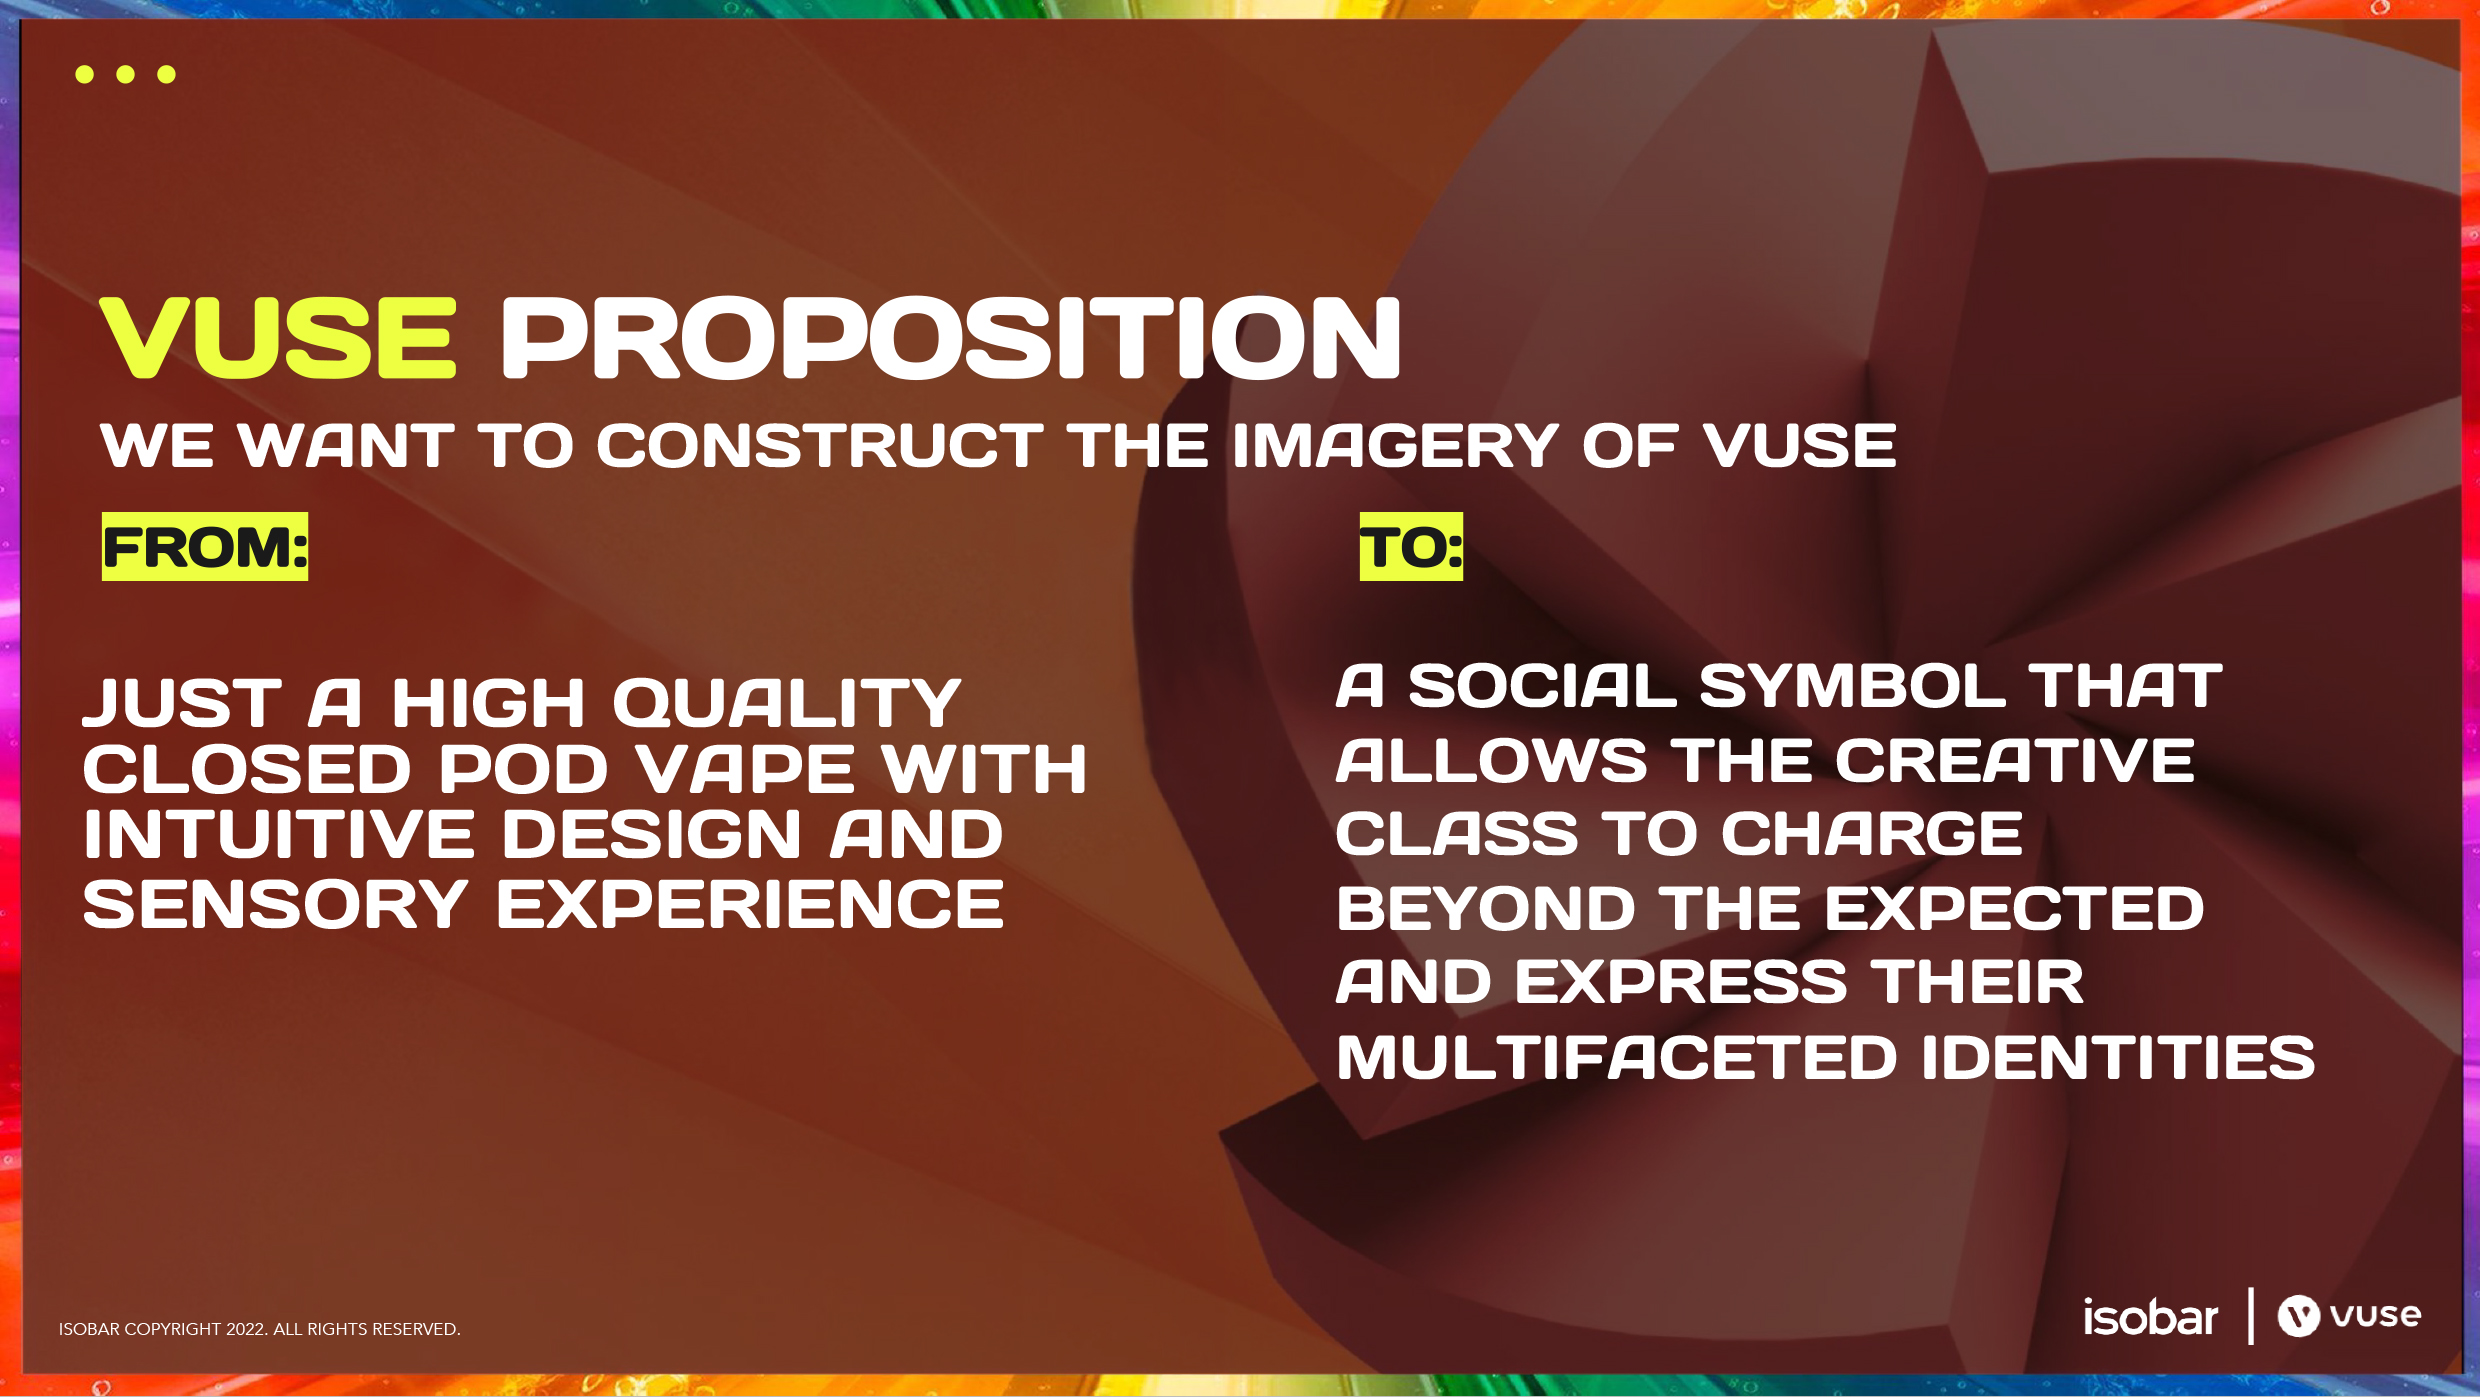 VUSE PROPOSITION
WE WANT TO CONSTRUCT THE IMAGERY OF VUSE
FROM:
JUST A HIGH QUALITY
CLOSED POD VAPE WITH
INTUITIVE DESIGN AND
SENSORY EXPERIENCE
TO:
A SOCIAL SYMBOL THAT
ALLOWS THE CREATIVE
CLASS TO CHARGE
BEYOND THE EXPECTED
AND EXPRESS THEIR
MULTIFACETED IDENTITIES
ISOBAR COPYRIGHT 2022. ALL RIGHTS RESERVED.
isobar | V vuse